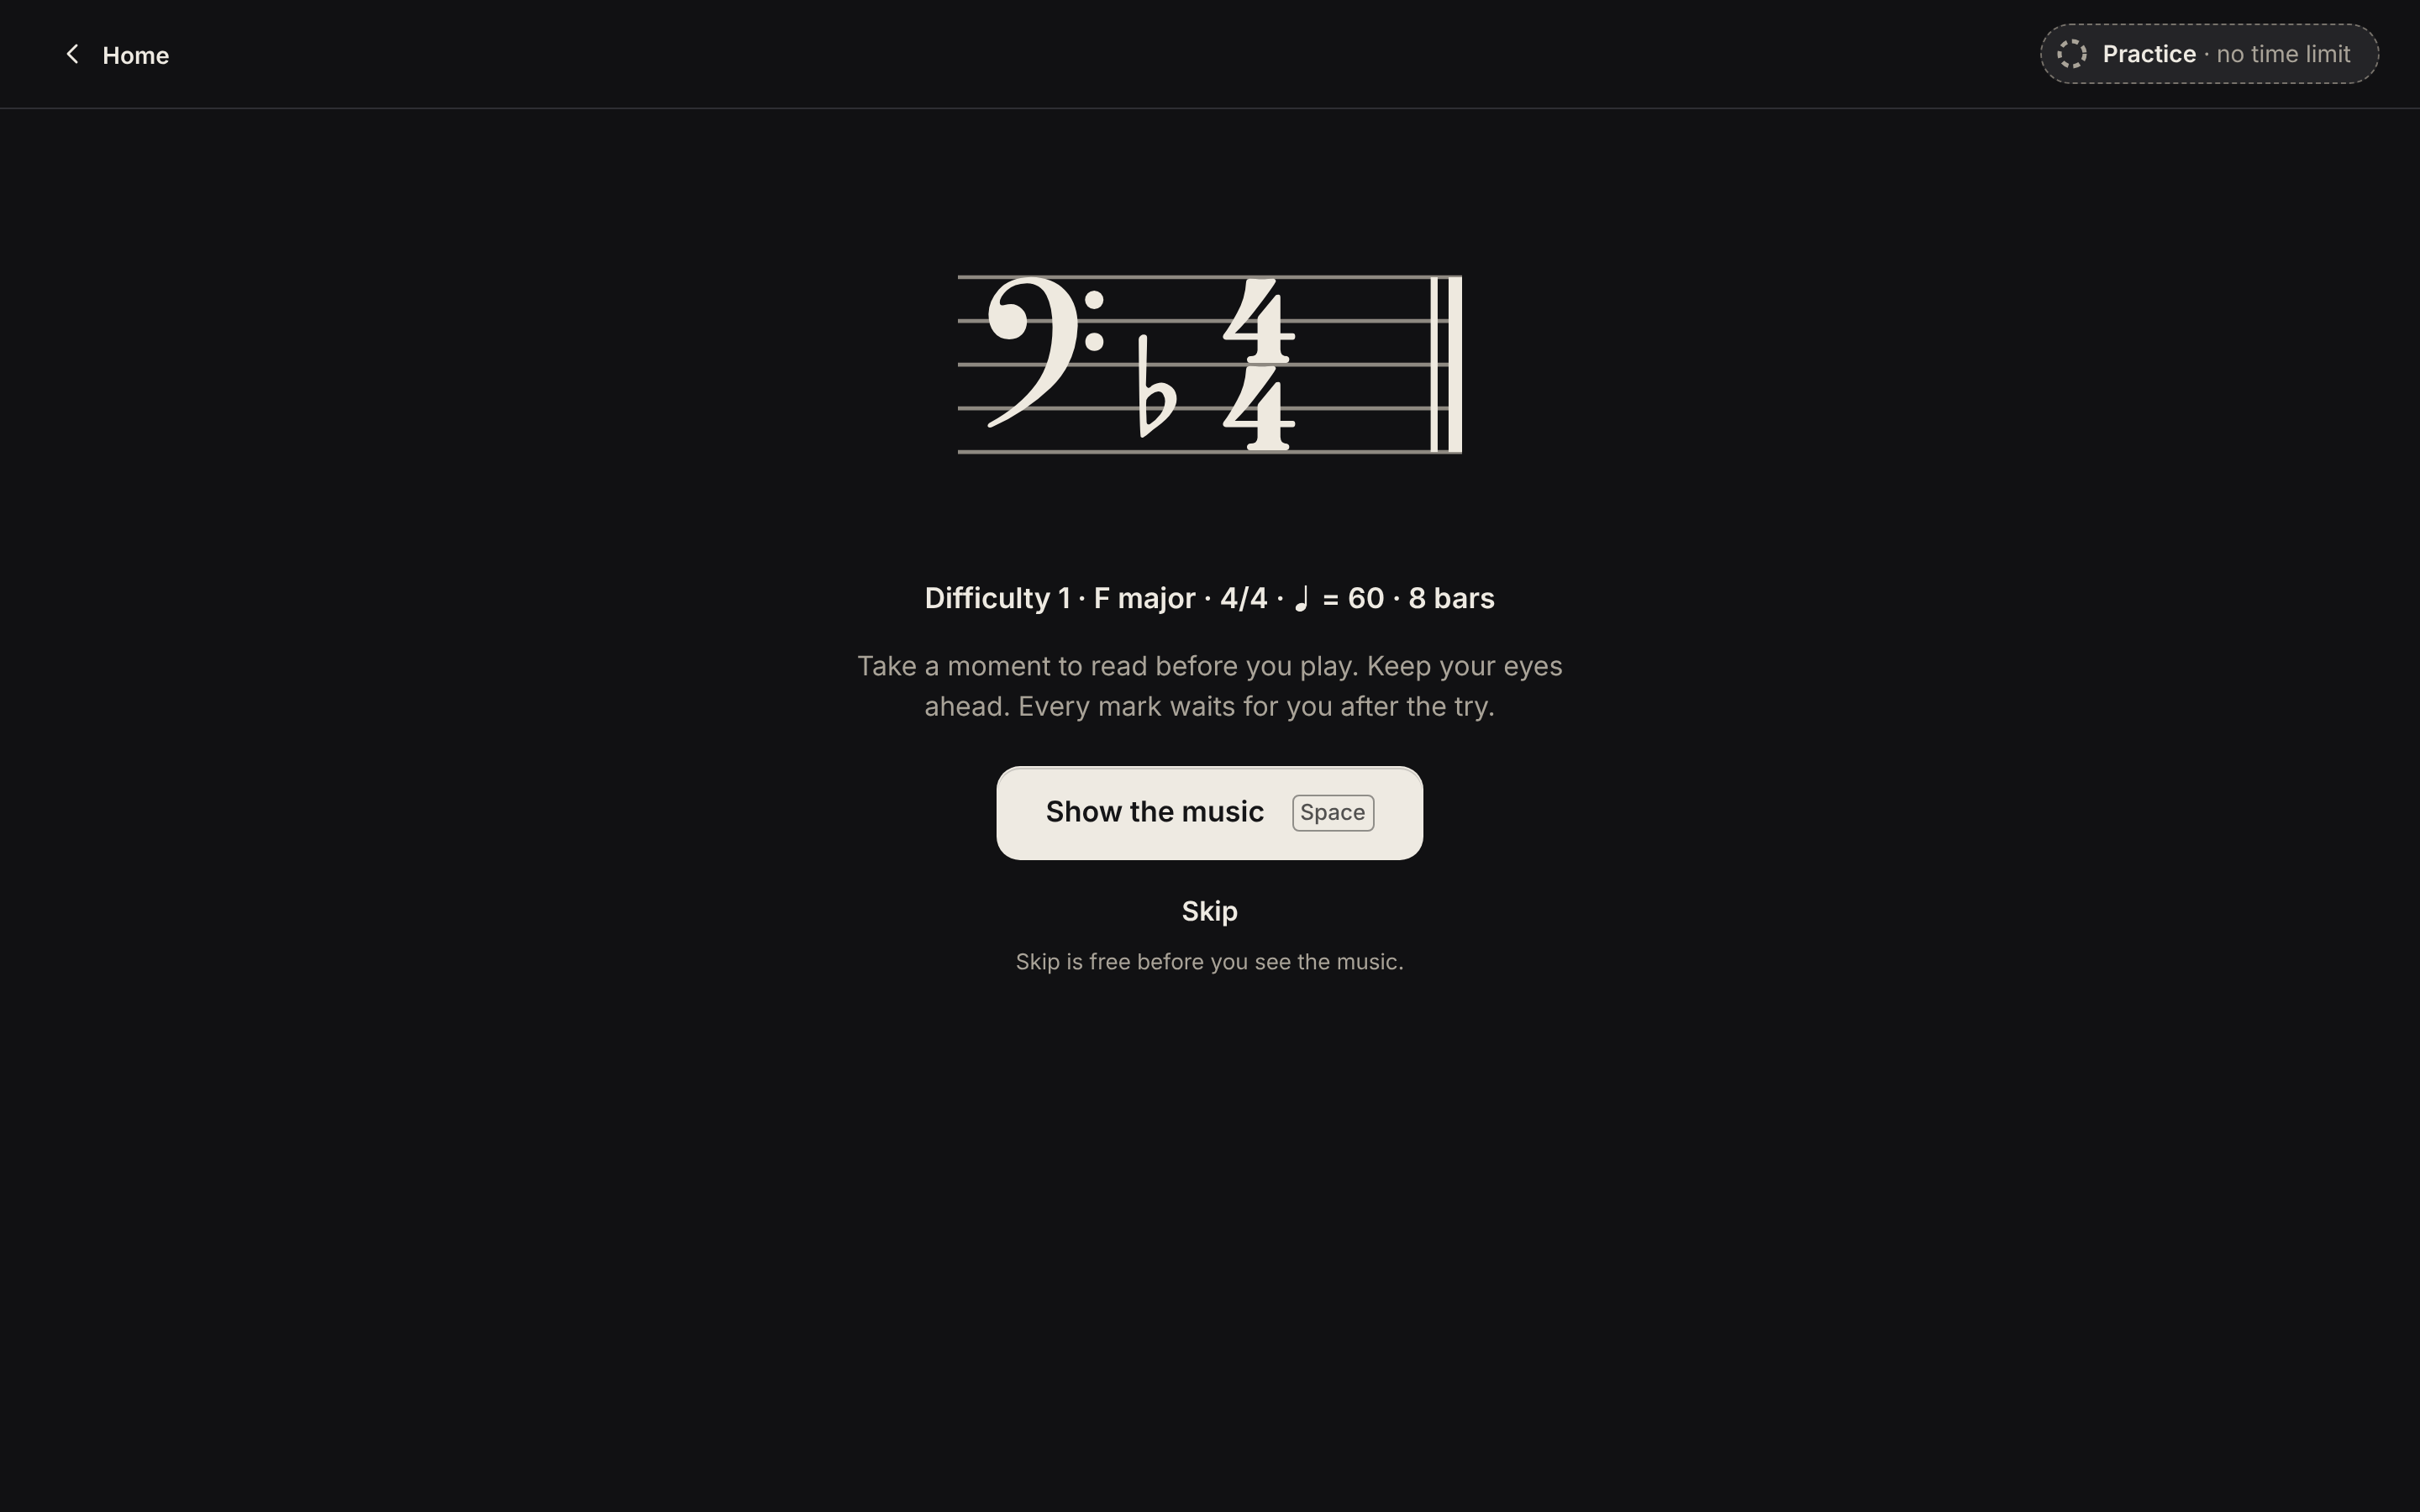 Home
Practice · no time limit
4
4
Difficulty 1 · F major · 4/4 · ♩ = 60 · 8 bars
Take a moment to read before you play. Keep your eyes
ahead. Every mark waits for you after the try.
Show the music Space
Skip
Skip is free before you see the music.